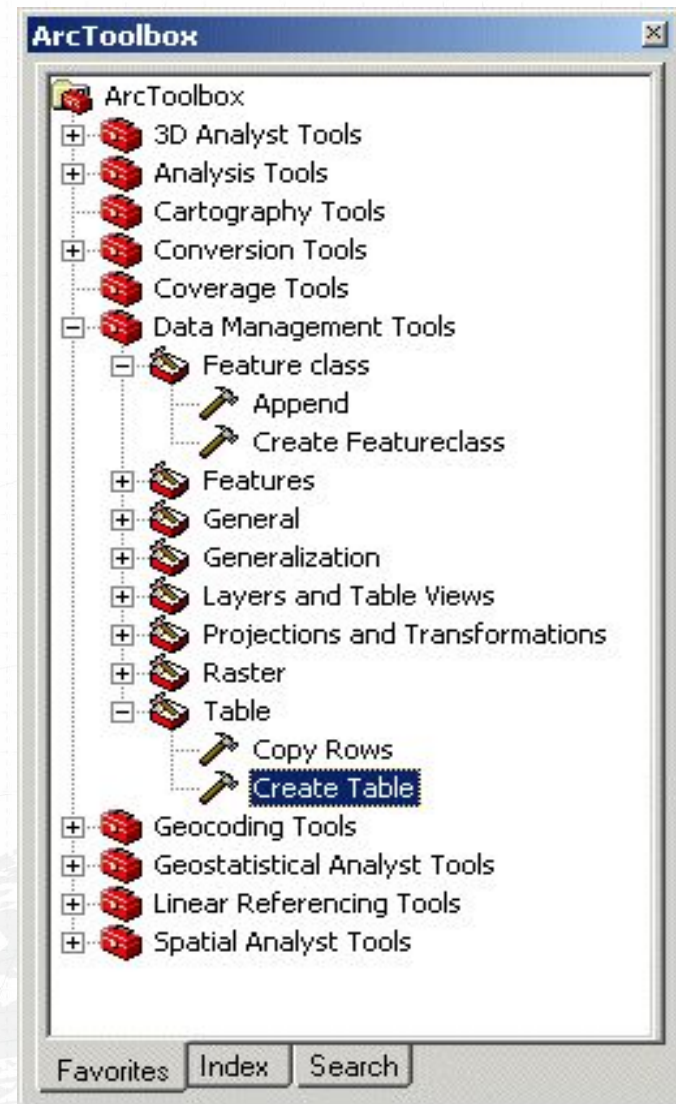 ArcToolbox
ArcToolbox
3D Analyst Tools
Analysis Tools
Cartography Tools
Conversion Tools
Coverage Tools
Data Management Tools
Feature class
Append
Create Featureclass
Features
General
Generalization
Layers and Table Views
Projections and Transformations
Raster
Table
Copy Rows
Create Table
Geocoding Tools
Geostatistical Analyst Tools
Linear Referencing Tools
Spatial Analyst Tools
Favorites Index Search